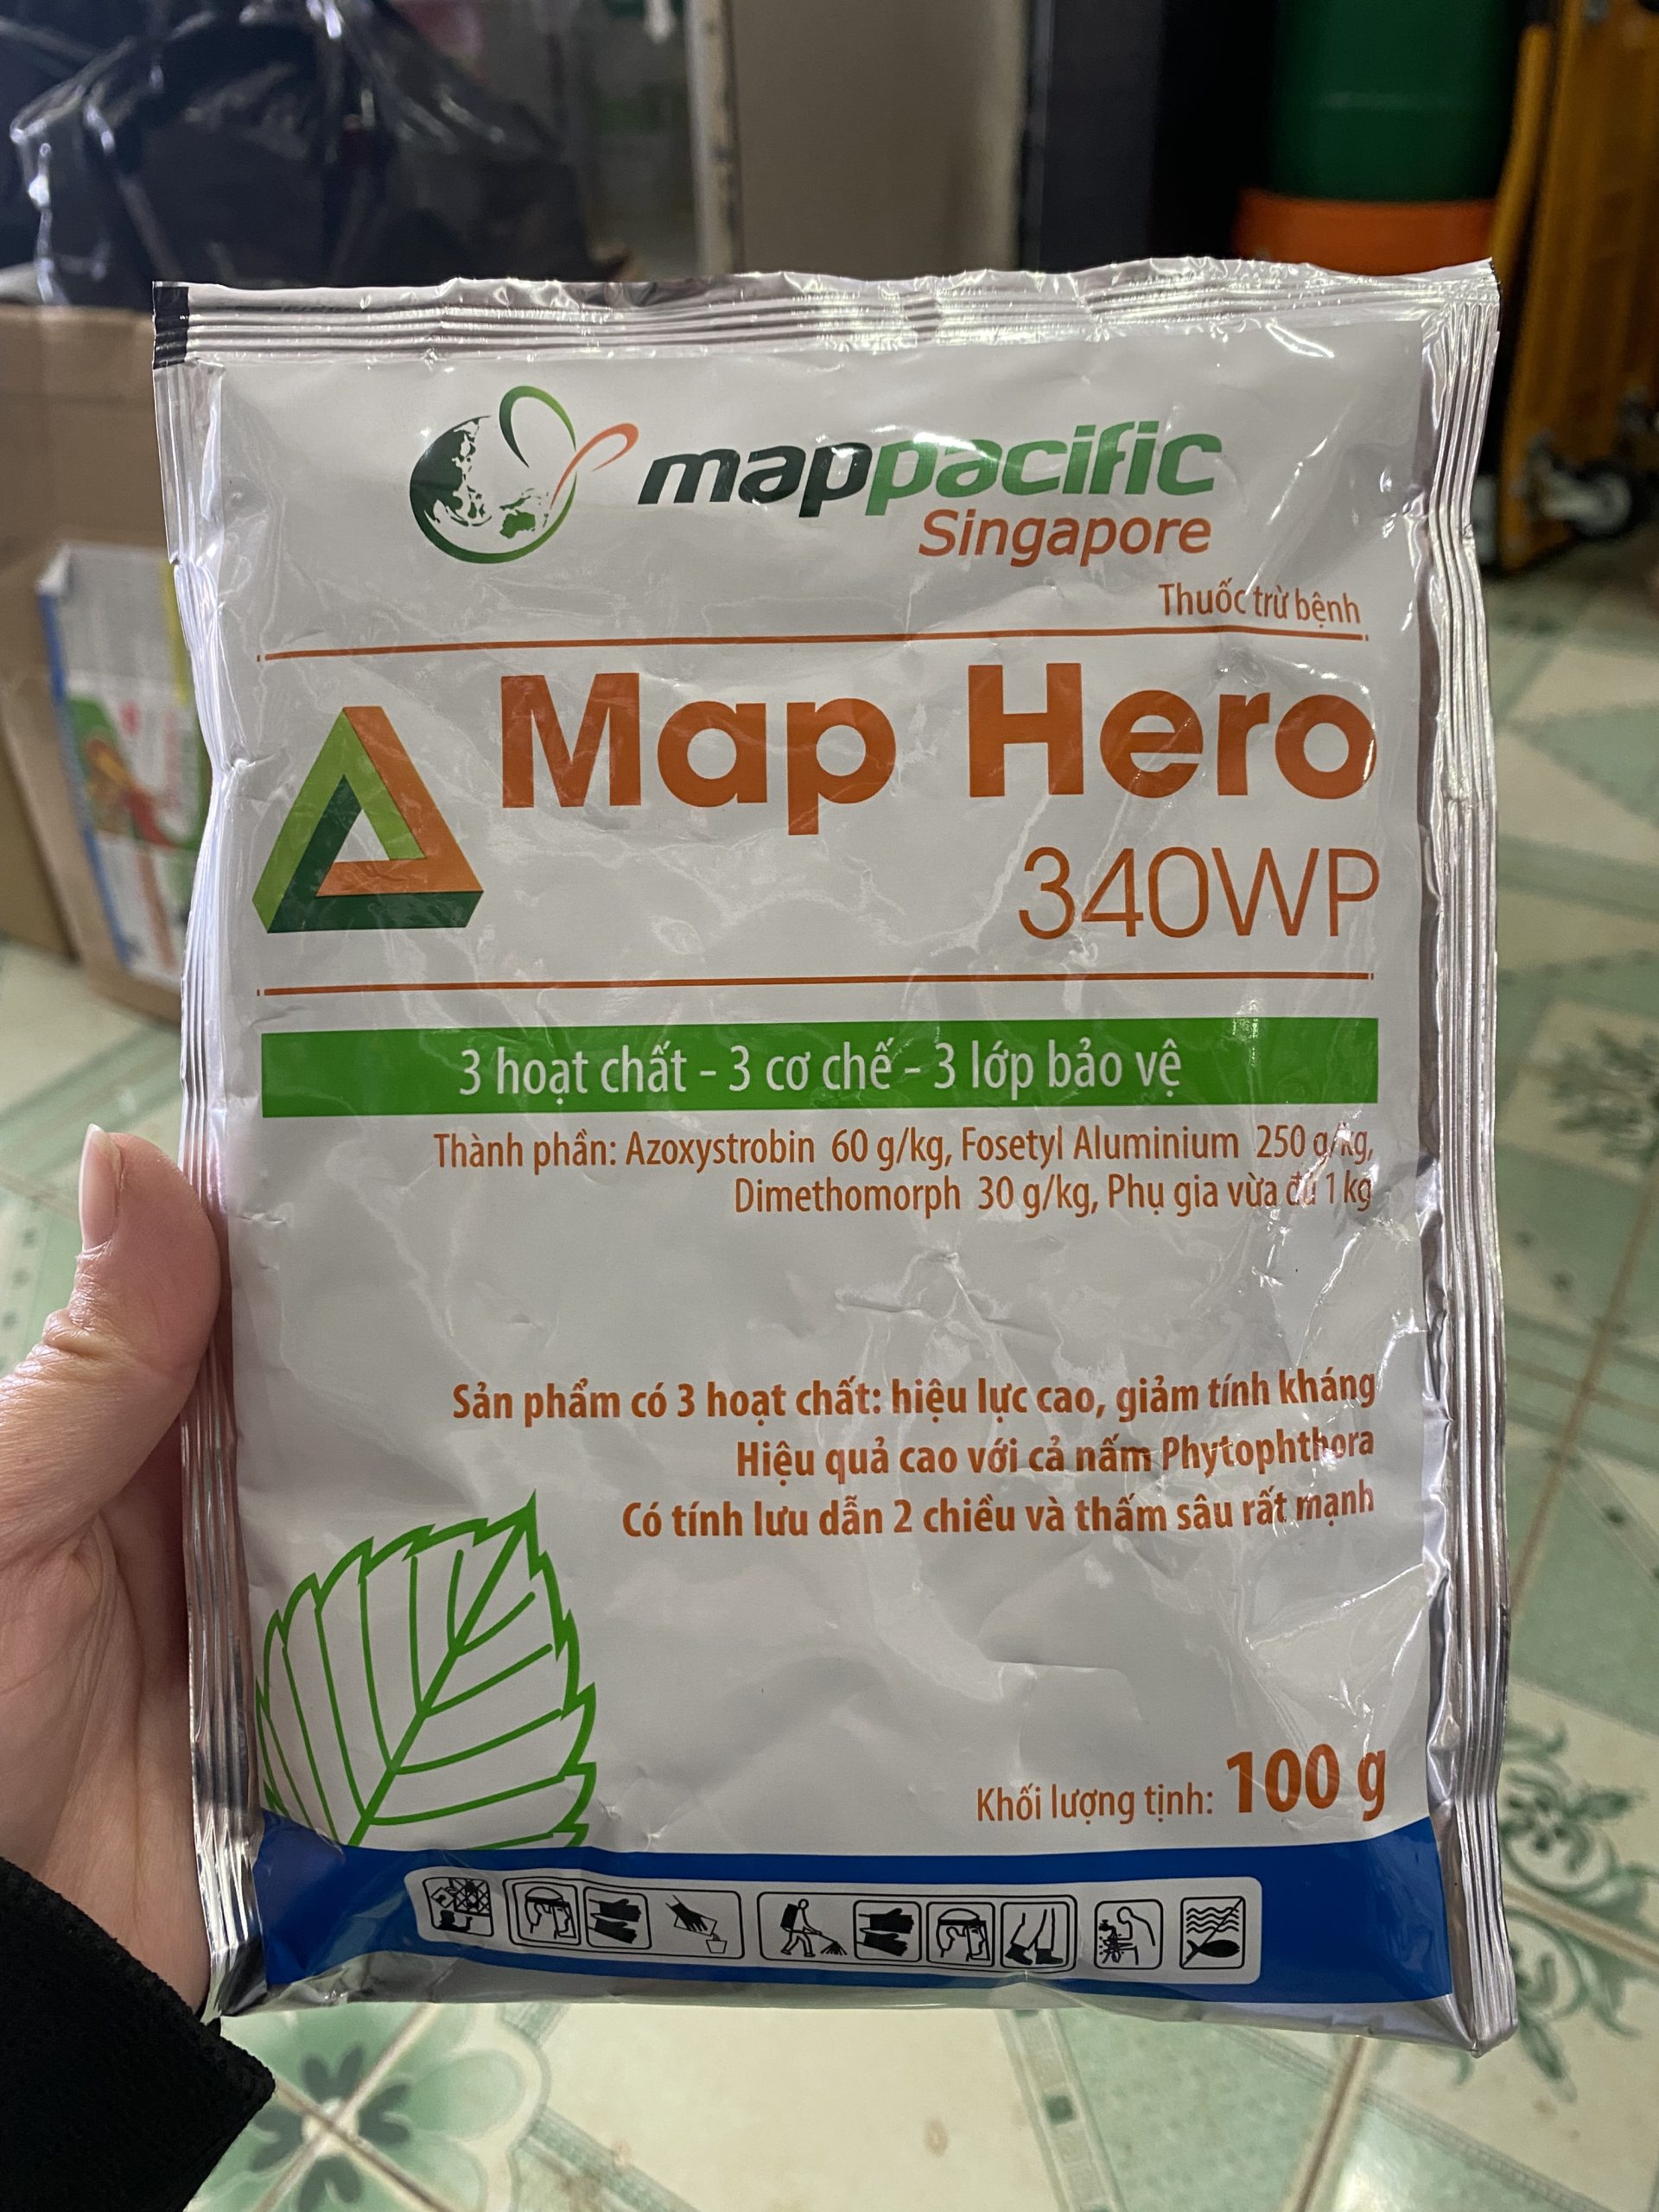 mappacific
Singapore
Thuốc trừ bệnh
Map Hero
340WP
3 hoạt chất - 3 cơ chế - 3 lớp bảo vệ
Thành phần: Azoxystrobin 60 g/kg, Fosetyl Aluminium 250 g/kg,
Dimethomorph 30 g/kg, Phụ gia vừa đủ 1 kg
Sản phẩm có 3 hoạt chất: hiệu lực cao, giảm tính kháng
Hiệu quả cao với cả nấm Phytophthora
Có tính lưu dẫn 2 chiều và thấm sâu rất mạnh
Khối lượng tịnh: 100 g